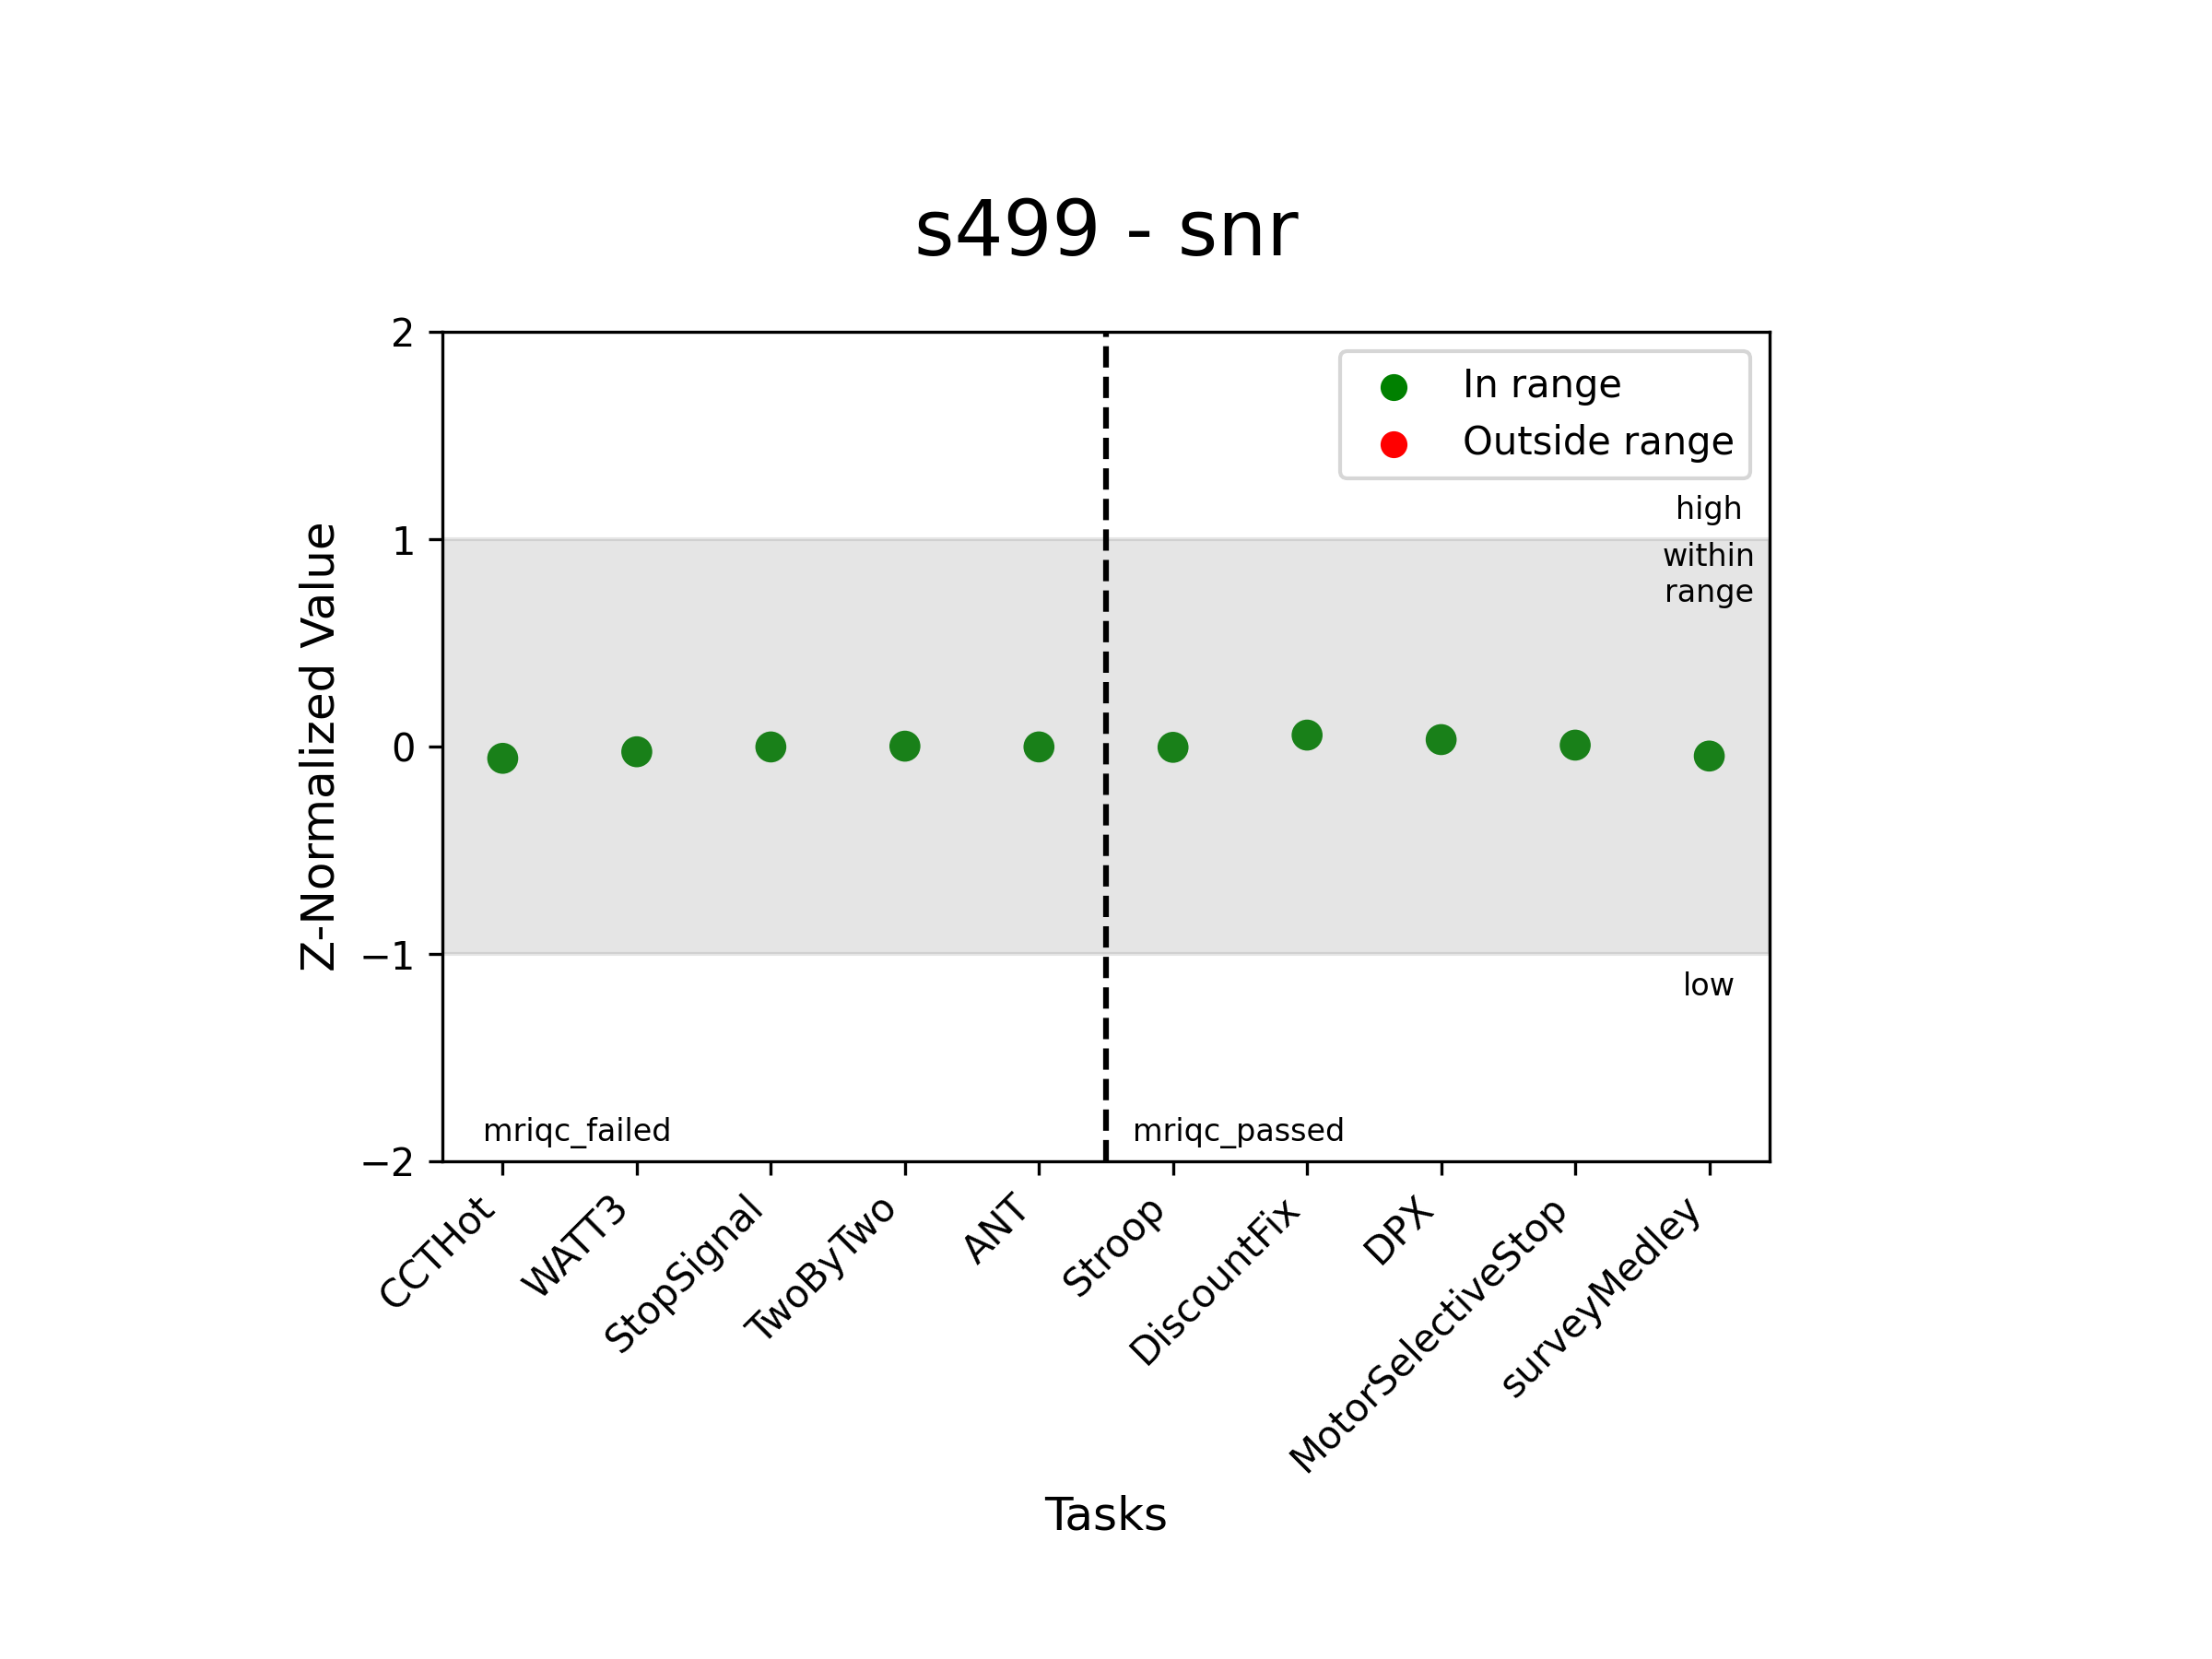 s499 - snr
2
1
0
−1
−2
Z-Normalized Value
In range
Outside range
high
within
range
low
mriqc_failed
mriqc_passed
CCTHot
WATT3
StopSignal
TwoByTwo
ANT
Stroop
DiscountFix
DPX
MotorSelectiveStop
surveyMedley
Tasks